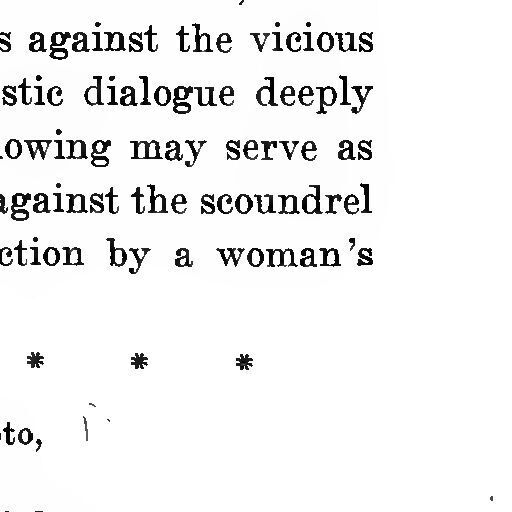 s against the vicious
stic dialogue deeply
lowing may serve as
against the scoundrel
ction by a woman's
* * *
to,